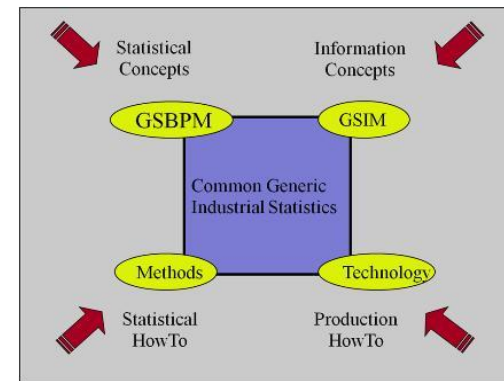 Statistical
Concepts
Information
Concepts
GSBPM
GSIM
Common Generic
Industrial Statistics
Methods
Technology
Statistical
HowTo
Production
HowTo